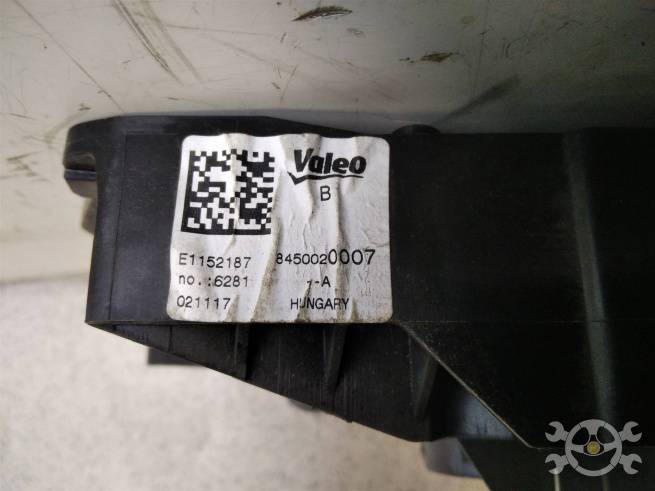 Valeo
B
E1152187 8450020007
no.:6281 --A
021117 HUNGARY